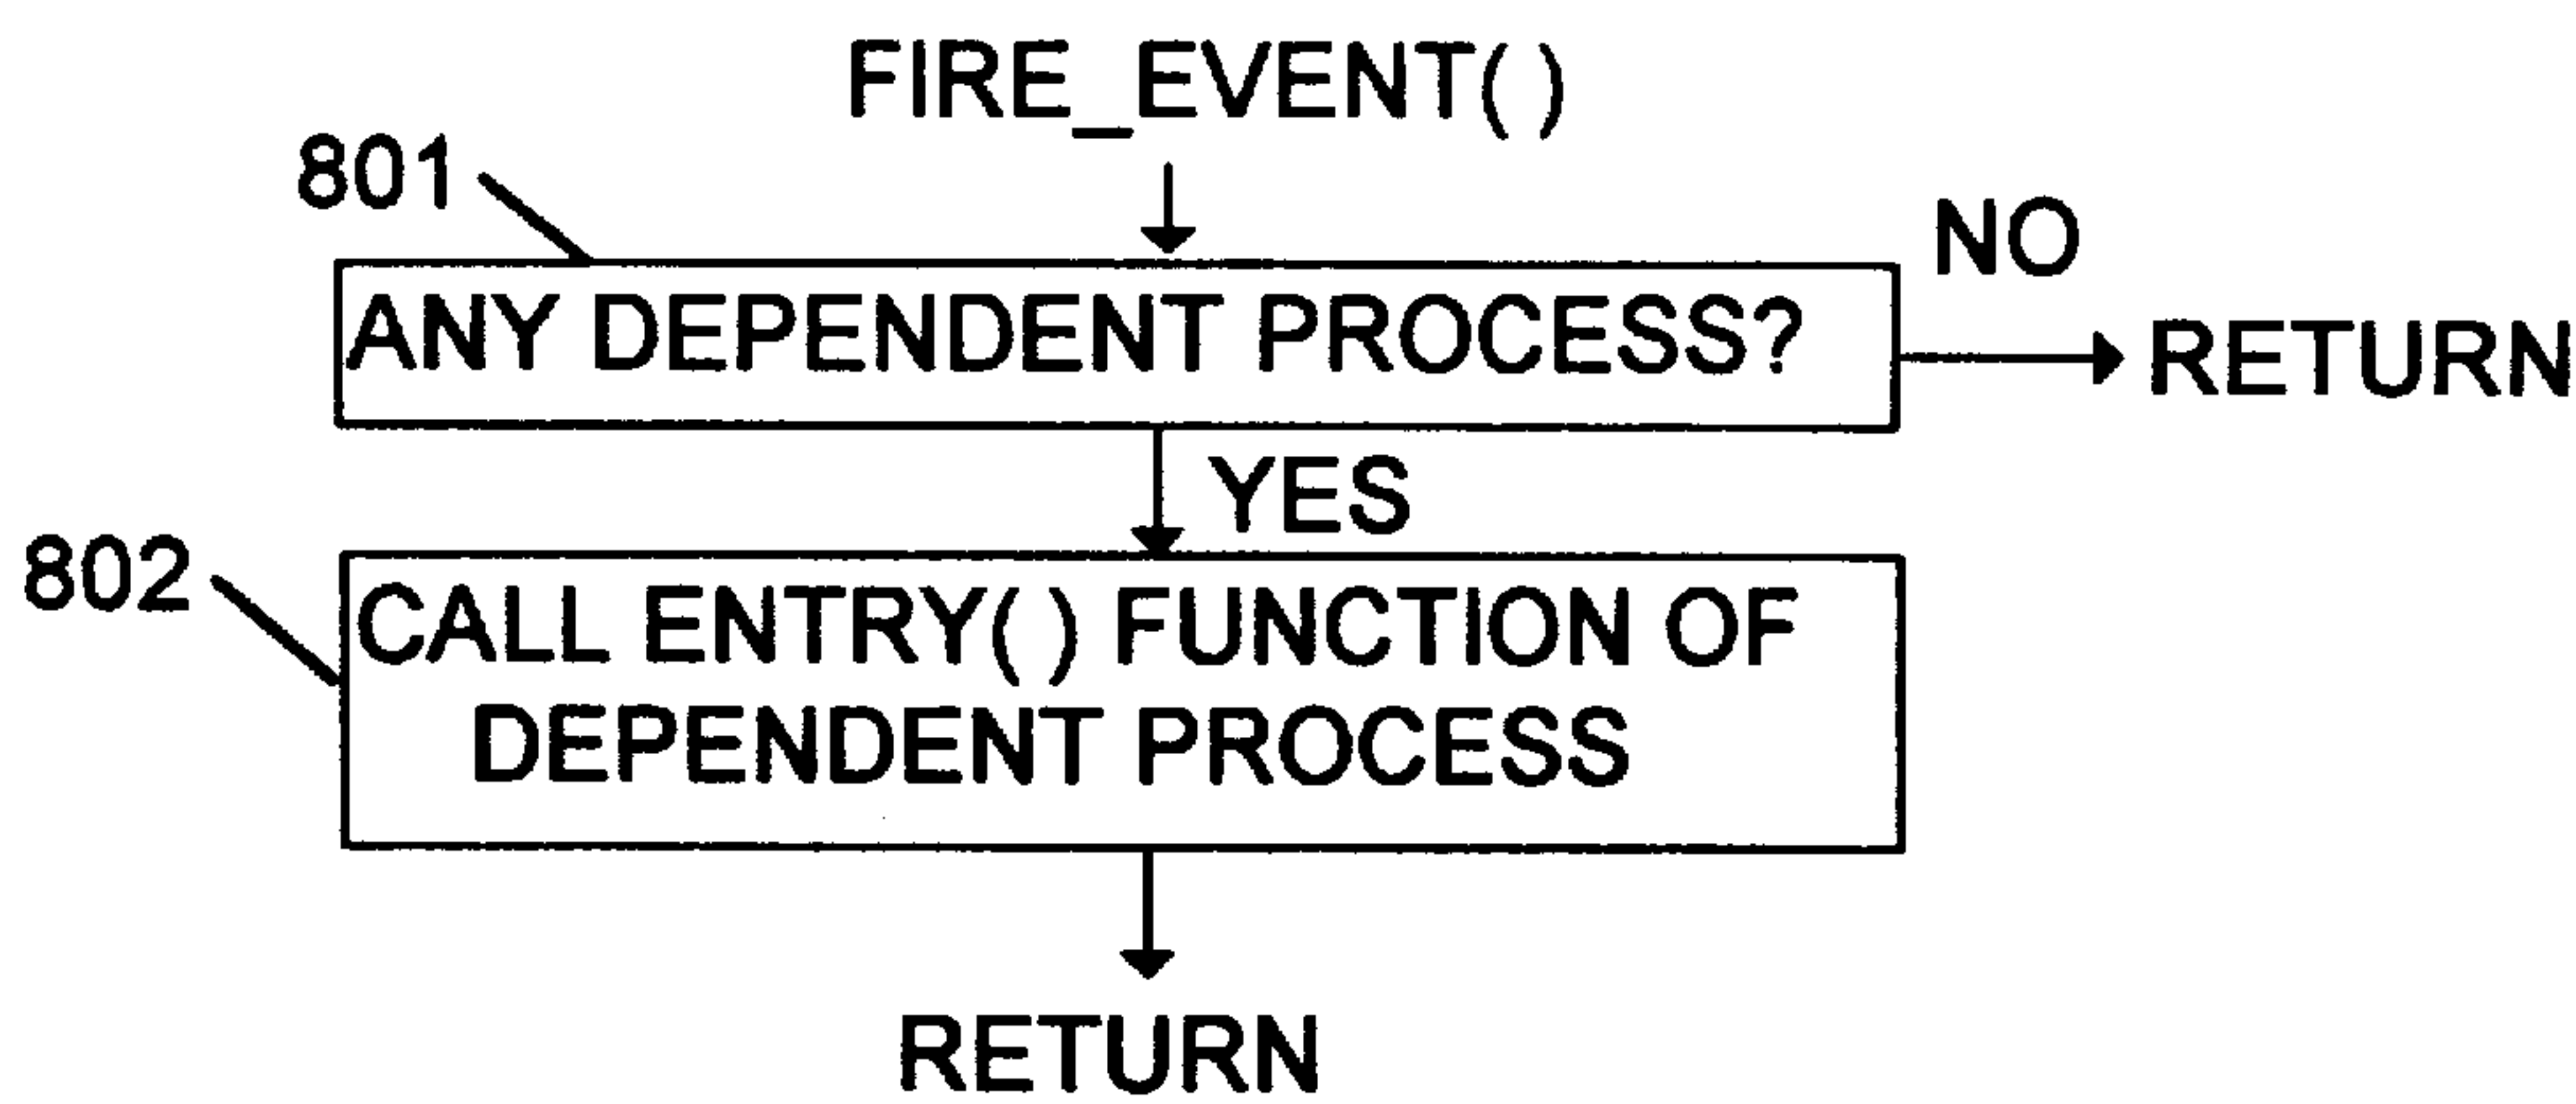 FIRE_EVENT( )
801
NO
ANY DEPENDENT PROCESS?
RETURN
YES
802
CALL ENTRY( ) FUNCTION OF
DEPENDENT PROCESS
RETURN